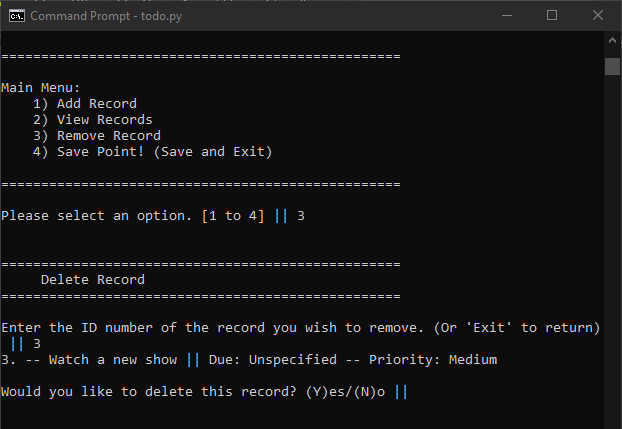 Command Prompt - todo.py
==================================================
Main Menu:
1) Add Record
2) View Records
3) Remove Record
4) Save Point! (Save and Exit)
==================================================
Please select an option. [1 to 4] || 3
==================================================
Delete Record
==================================================
Enter the ID number of the record you wish to remove. (Or 'Exit' to return)
|| 3
3. -- Watch a new show || Due: Unspecified -- Priority: Medium
Would you like to delete this record? (Y)es/(N)o ||